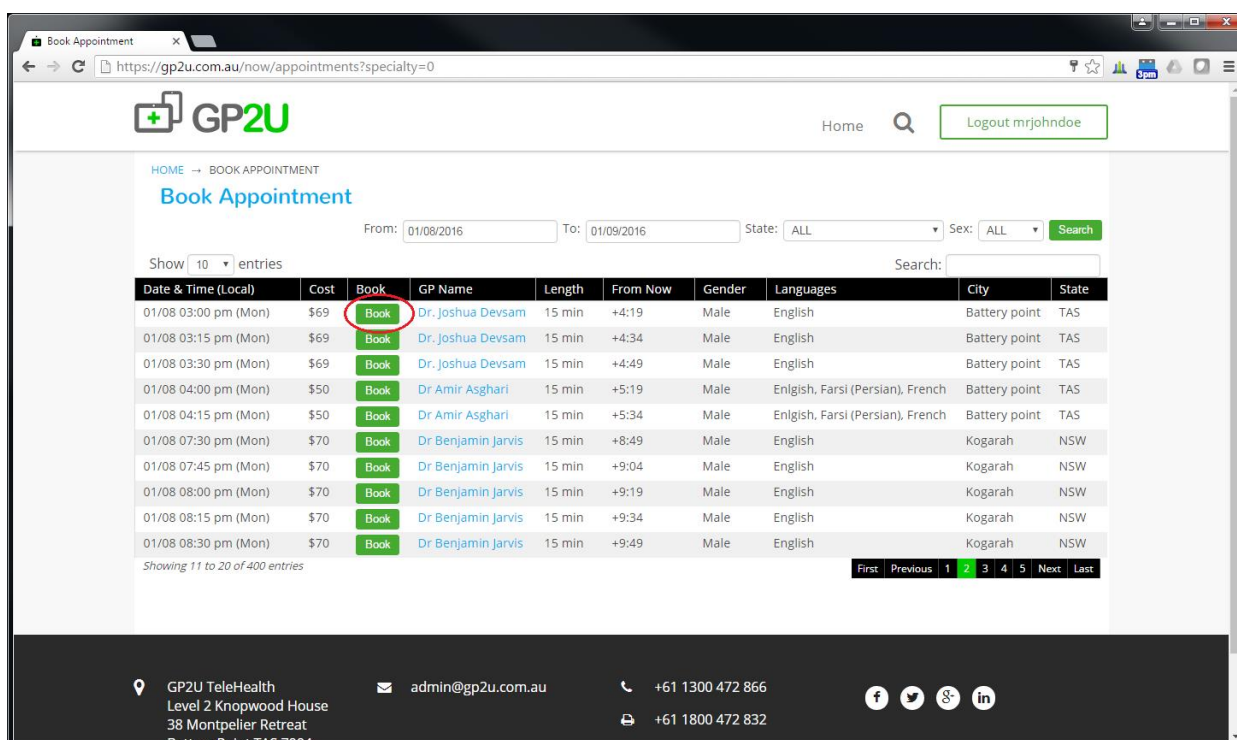 Book Appointment
https://gp2u.com.au/now/appointments?specialty=0
3pm
GP2U
Home
Logout mrjohndoe
HOME → BOOK APPOINTMENT
Book Appointment
From: 01/08/2016 To: 01/09/2016 State: ALL Sex: ALL Search
Show 10 entries Search:
Date & Time (Local) Cost Book GP Name Length From Now Gender Languages City State
01/08 03:00 pm (Mon) $69 Book Dr. Joshua Devsam 15 min +4:19 Male English Battery point TAS
01/08 03:15 pm (Mon) $69 Book Dr. Joshua Devsam 15 min +4:34 Male English Battery point TAS
01/08 03:30 pm (Mon) $69 Book Dr. Joshua Devsam 15 min +4:49 Male English Battery point TAS
01/08 04:00 pm (Mon) $50 Book Dr Amir Asghari 15 min +5:19 Male Enlgish, Farsi (Persian), French Battery point TAS
01/08 04:15 pm (Mon) $50 Book Dr Amir Asghari 15 min +5:34 Male Enlgish, Farsi (Persian), French Battery point TAS
01/08 07:30 pm (Mon) $70 Book Dr Benjamin Jarvis 15 min +8:49 Male English Kogarah NSW
01/08 07:45 pm (Mon) $70 Book Dr Benjamin Jarvis 15 min +9:04 Male English Kogarah NSW
01/08 08:00 pm (Mon) $70 Book Dr Benjamin Jarvis 15 min +9:19 Male English Kogarah NSW
01/08 08:15 pm (Mon) $70 Book Dr Benjamin Jarvis 15 min +9:34 Male English Kogarah NSW
01/08 08:30 pm (Mon) $70 Book Dr Benjamin Jarvis 15 min +9:49 Male English Kogarah NSW
Showing 11 to 20 of 400 entries First Previous 1 2 3 4 5 Next Last
GP2U TeleHealth admin@gp2u.com.au +61 1300 472 866
Level 2 Knopwood House
38 Montpelier Retreat +61 1800 472 832